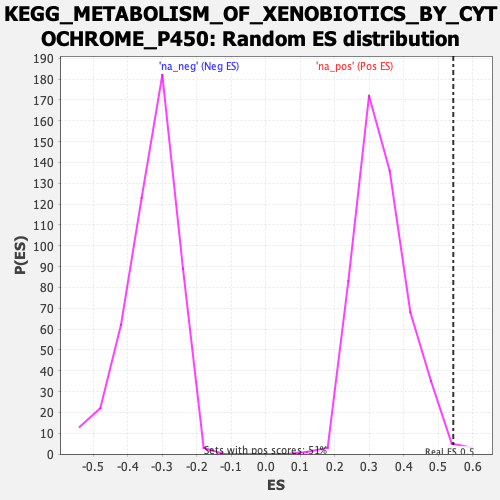 KEGG_METABOLISM_OF_XENOBIOTICS_BY_CYT
OCHROME_P450: Random ES distribution
'na_neg' (Neg ES)
'na_pos' (Pos ES)
190
180
170
160
150
140
130
120
110
100
90
80
70
60
50
40
30
20
10
0
P(ES)
Sets with pos scores: 51%
Real ES 0.5
-0.5 -0.4 -0.3 -0.2 -0.1 0.0 0.1 0.2 0.3 0.4 0.5 0.6
ES